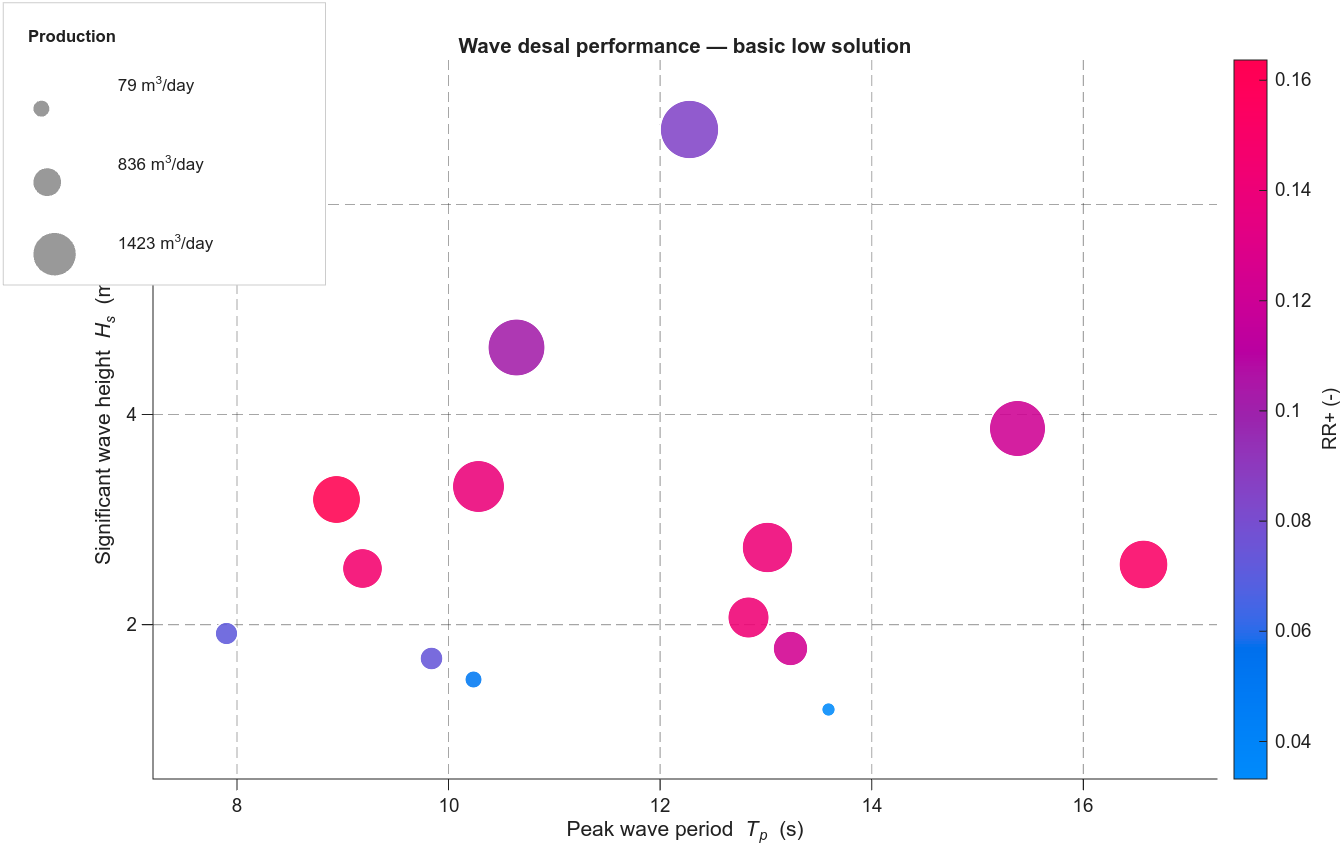 Production
79 m³/day
836 m³/day
1423 m³/day
Wave desal performance — basic low solution
Significant wave height Hₛ (m
4
2
8
10
12
14
16
Peak wave period Tₚ (s)
0.16
0.14
0.12
0.1
0.08
0.06
0.04
RR+ (-)